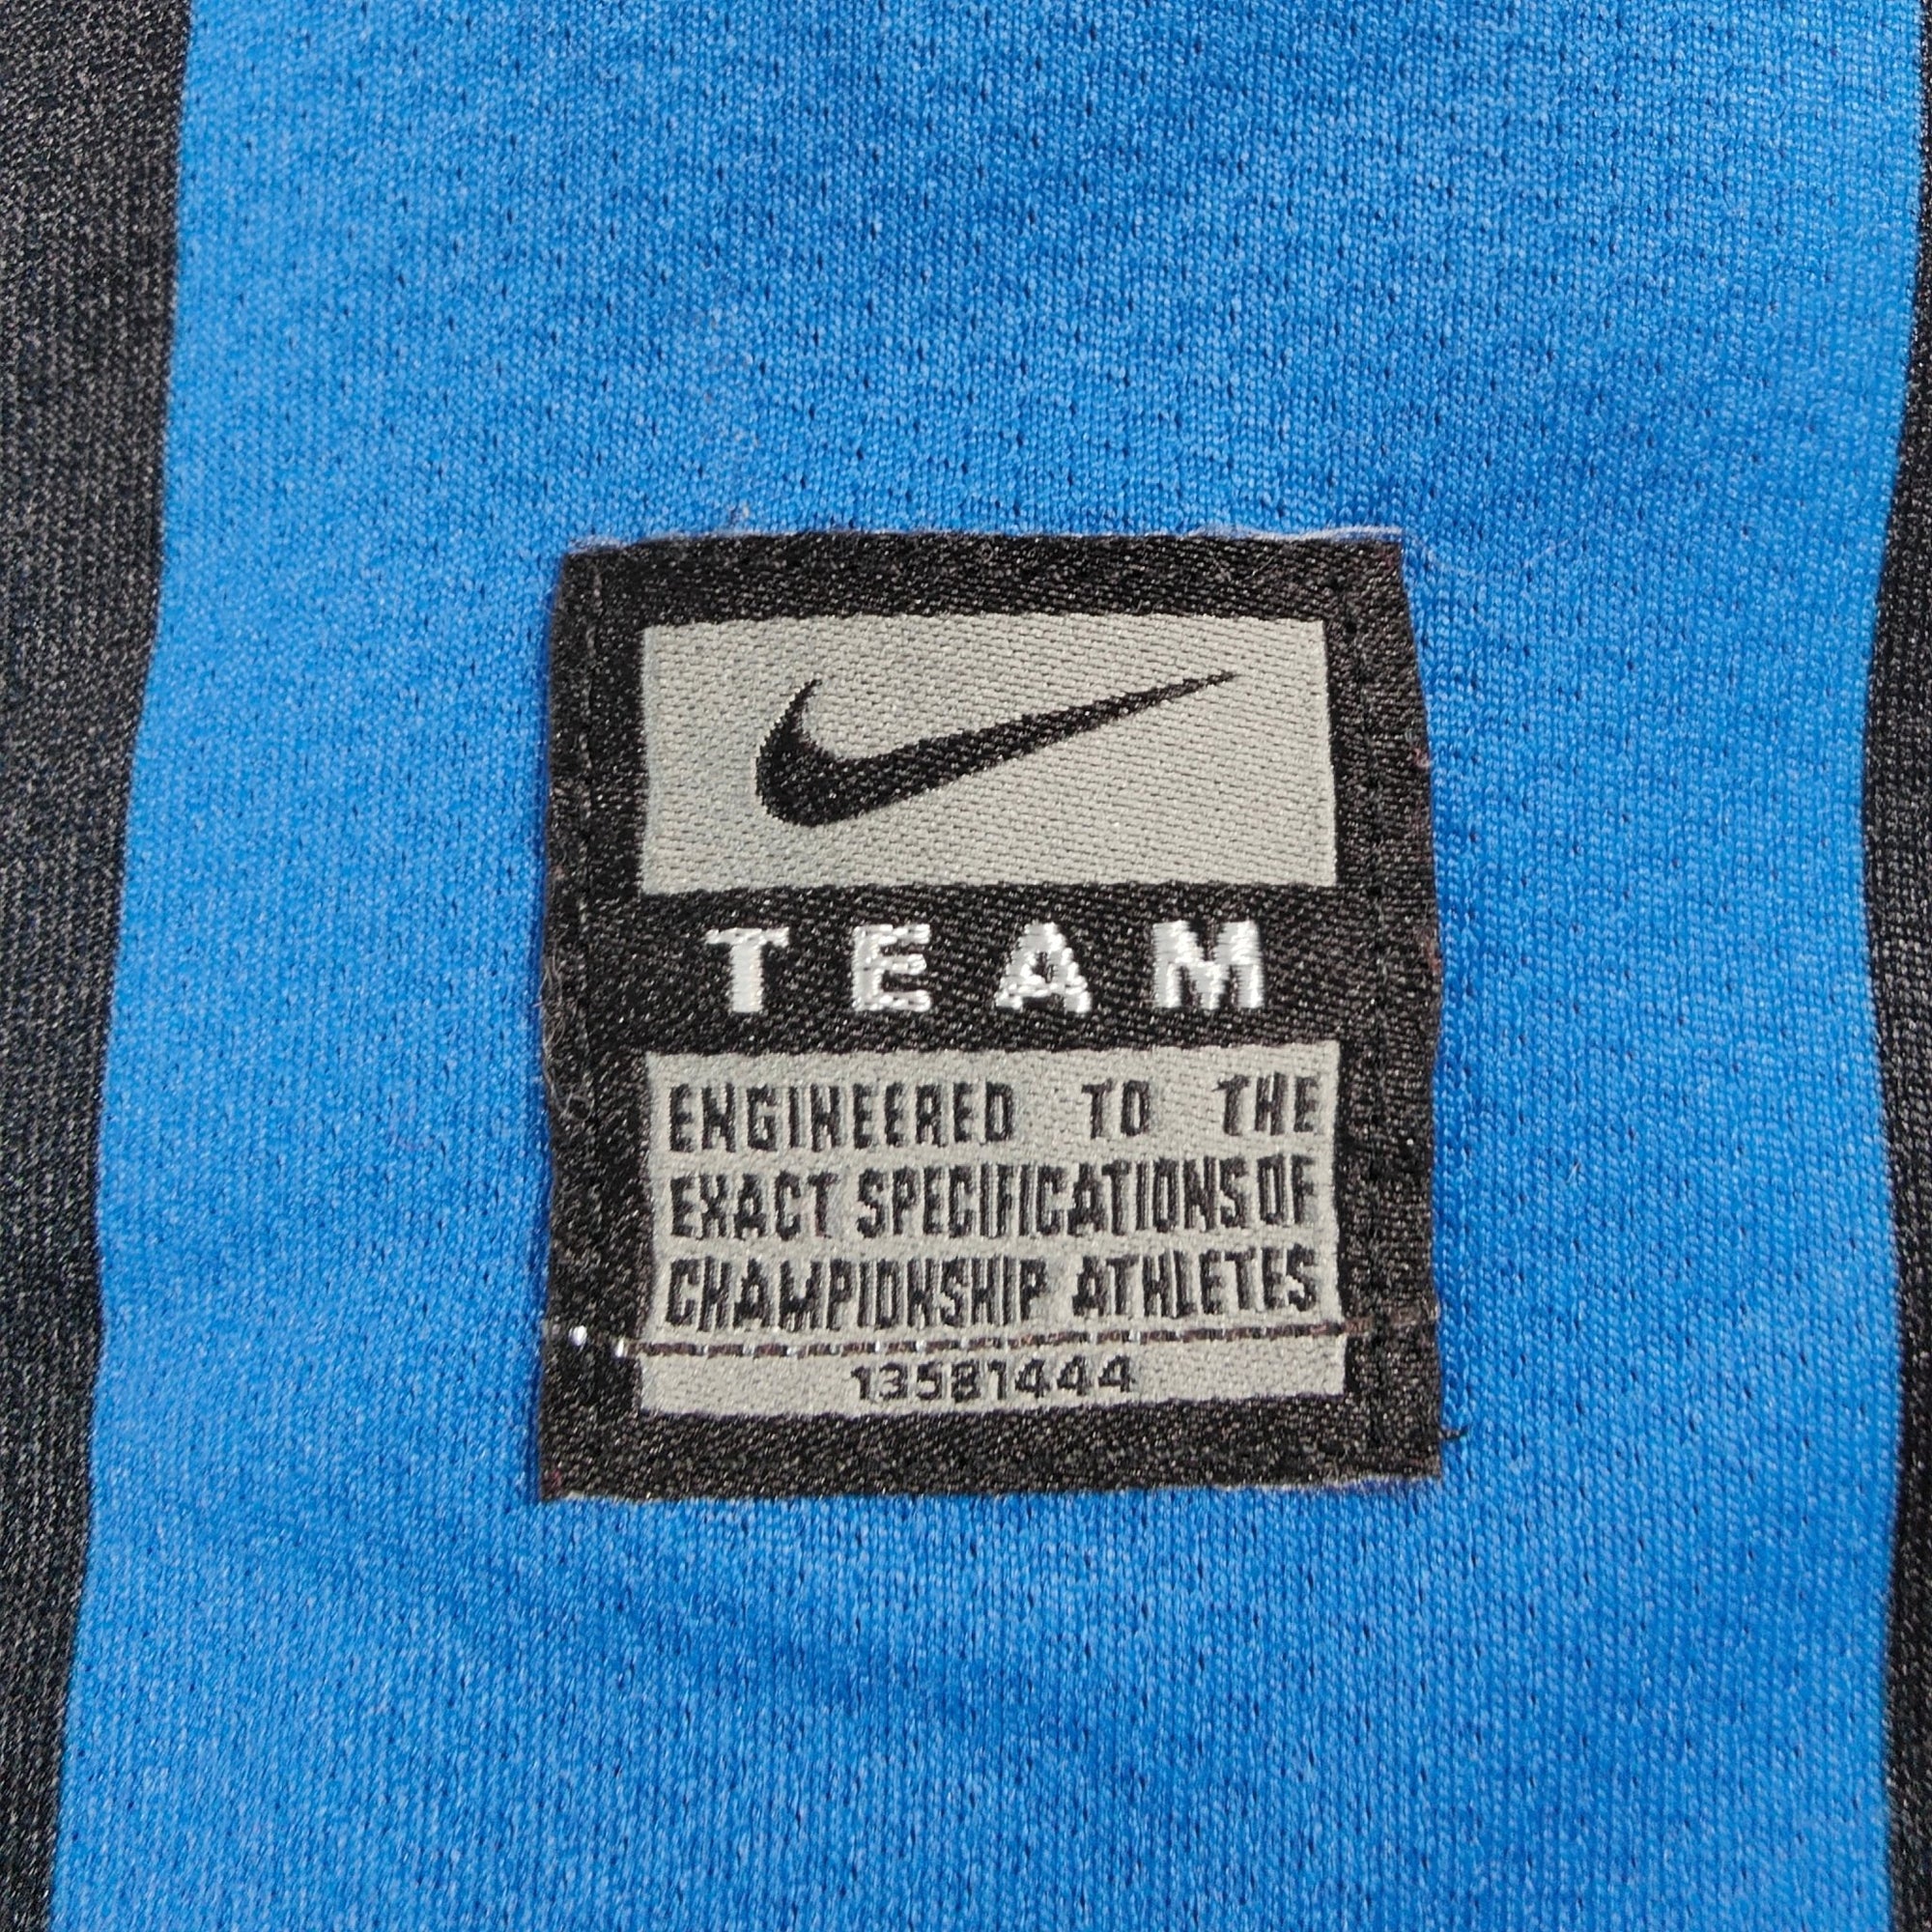 TEAM
ENGINEERED TO THE
EXACT SPECIFICATIONS OF
CHAMPIONSHIP ATHLETES
13581444